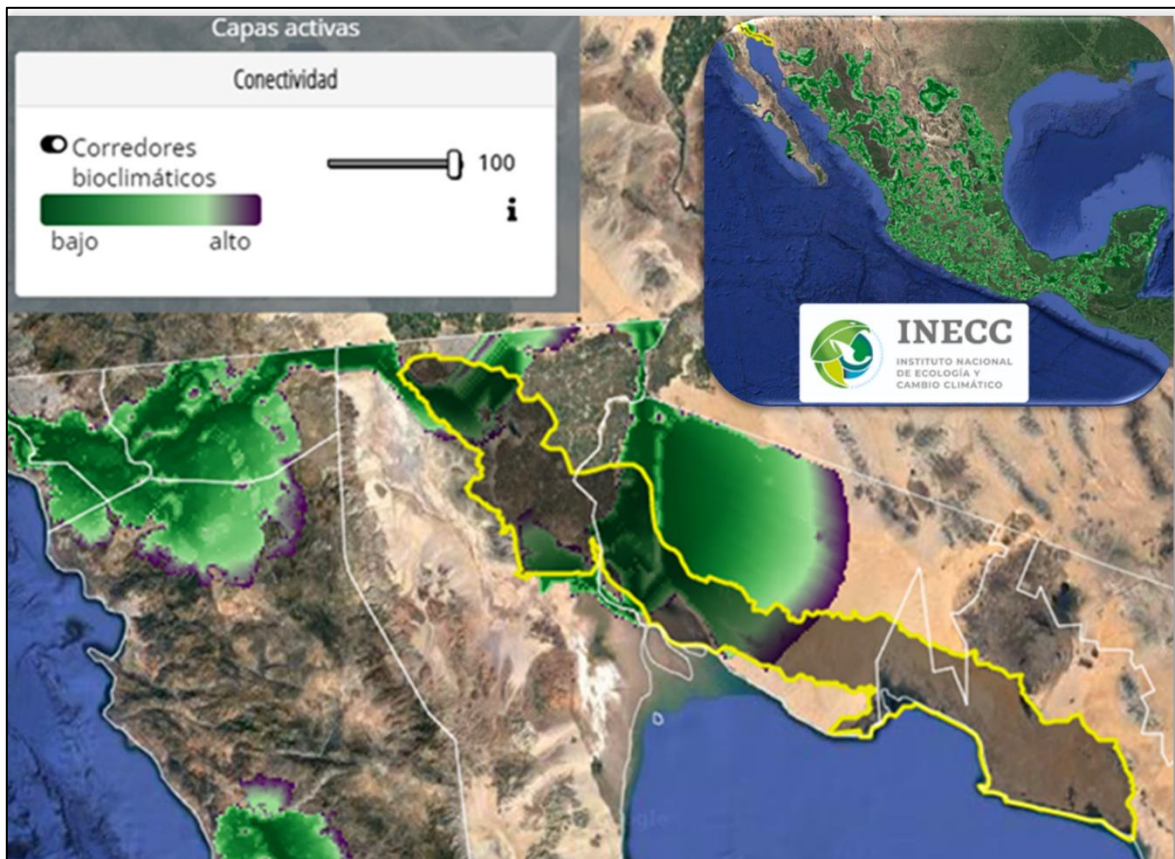 Capas activas
Conectividad
Corredores
bioclimáticos
100
i
bajo
alto
INECC
INSTITUTO NACIONAL
DE ECOLOGÍA Y
CAMBIO CLIMÁTICO